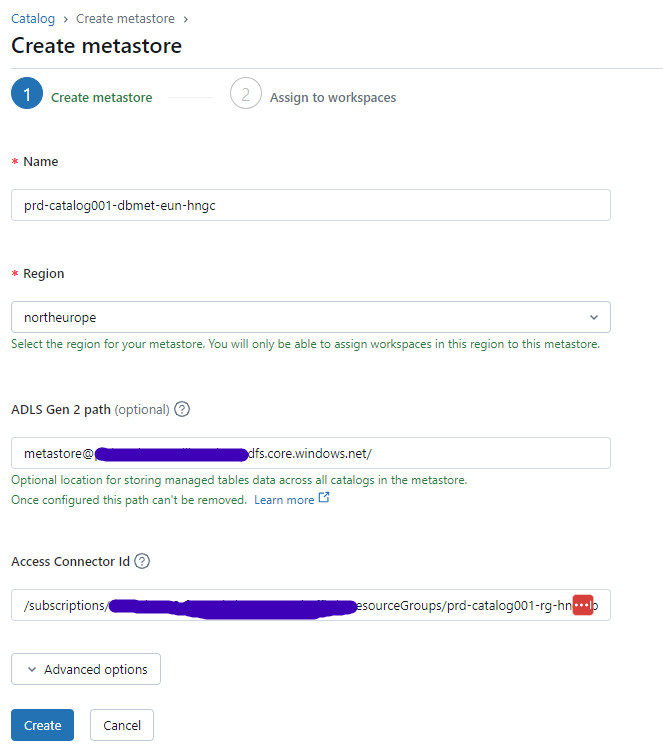 Catalog > Create metastore >
Create metastore
1 Create metastore 2 Assign to workspaces
* Name
prd-catalog001-dbmet-eun-hngc
* Region
northeurope
Select the region for your metastore. You will only be able to assign workspaces in this region to this metastore.
ADLS Gen 2 path (optional) ?
metastore@ dfs.core.windows.net/
Optional location for storing managed tables data across all catalogs in the metastore.
Once configured this path can't be removed. Learn more
Access Connector Id ?
/subscriptions/ esourceGroups/prd-catalog001-rg-hn
Advanced options
Create Cancel